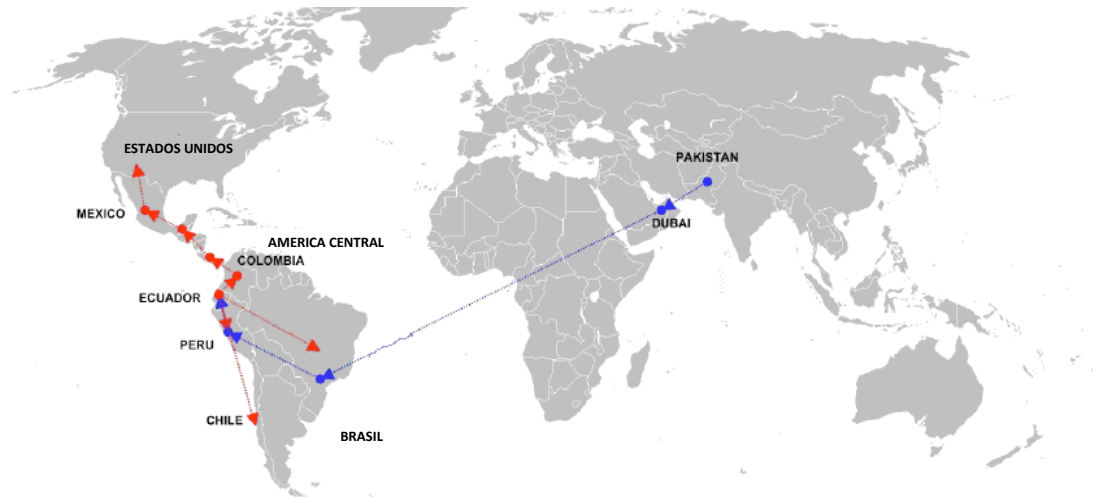 ESTADOS UNIDOS
PAKISTAN
MEXICO
DUBAI
AMERICA CENTRAL
COLOMBIA
ECUADOR
PERU
CHILE
BRASIL